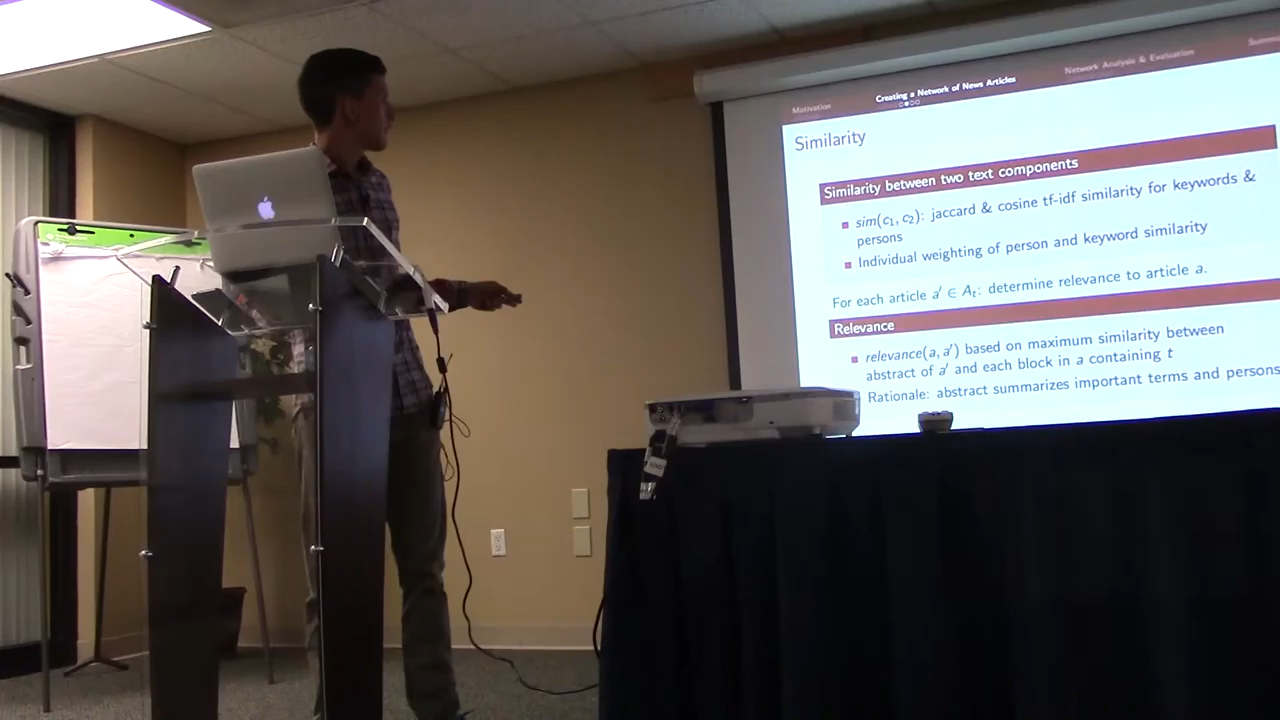 Motivation
Creating a Network of News Articles
Network Analysis & Evaluation
Similarity
Similarity between two text components
sim(c₁, c₂): jaccard & cosine tf-idf similarity for keywords &
persons
Individual weighting of person and keyword similarity
For each article a′ ∈ Aₜ: determine relevance to article a.
Relevance
relevance(a, a′) based on maximum similarity between
abstract of a′ and each block in a containing t
Rationale: abstract summarizes important terms and persons